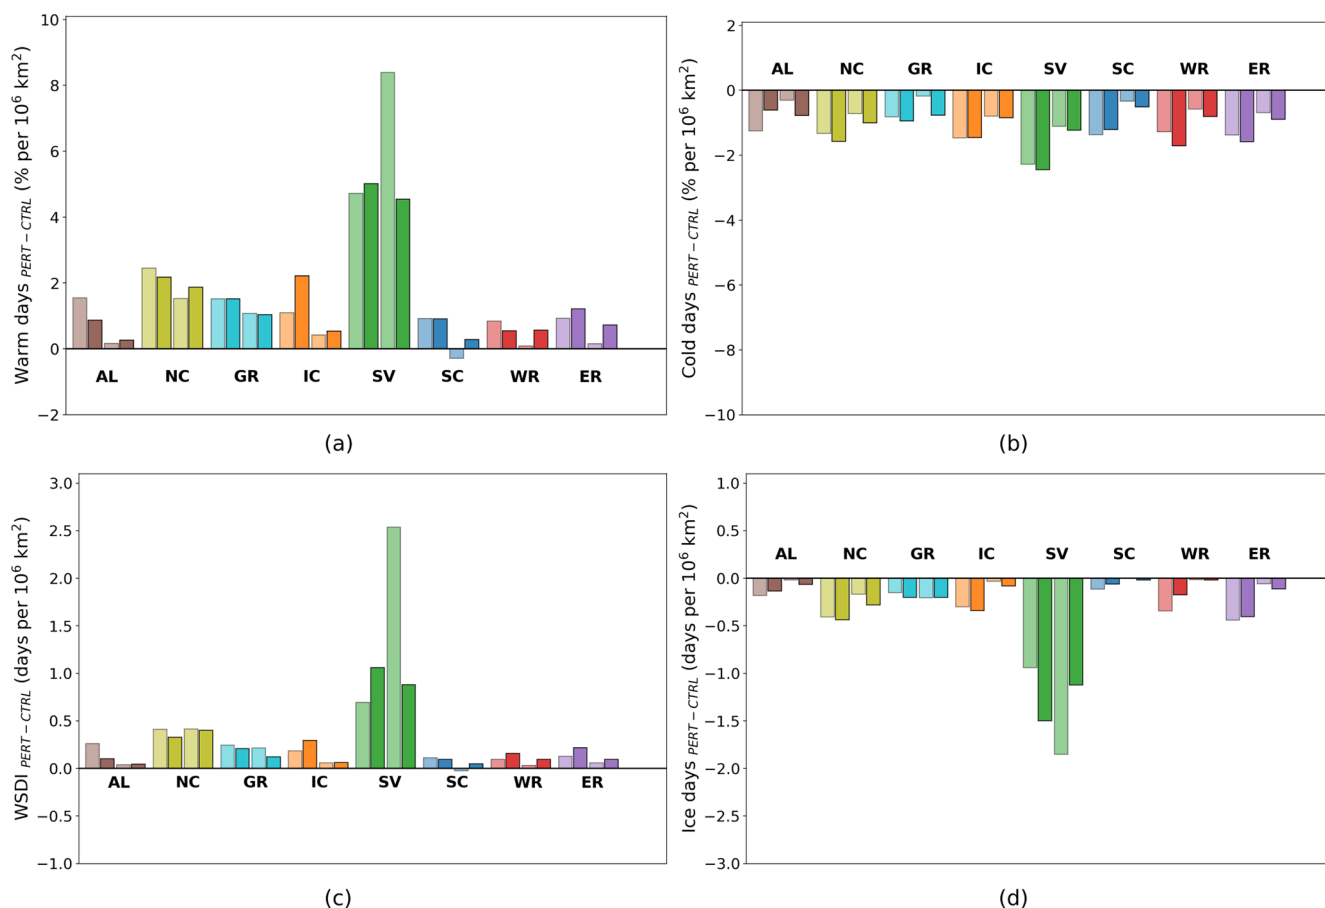 Warm days PERT−CTRL (% per 10⁶ km²)
10
8
6
4
2
0
−2
AL NC GR IC SV SC WR ER
(a)
Cold days PERT−CTRL (% per 10⁶ km²)
2
0
−2
−4
−6
−8
−10
AL NC GR IC SV SC WR ER
(b)
WSDI PERT−CTRL (days per 10⁶ km²)
3.0
2.5
2.0
1.5
1.0
0.5
0.0
−0.5
−1.0
AL NC GR IC SV SC WR ER
(c)
Ice days PERT−CTRL (days per 10⁶ km²)
1.0
0.5
0.0
−0.5
−1.0
−1.5
−2.0
−2.5
−3.0
AL NC GR IC SV SC WR ER
(d)